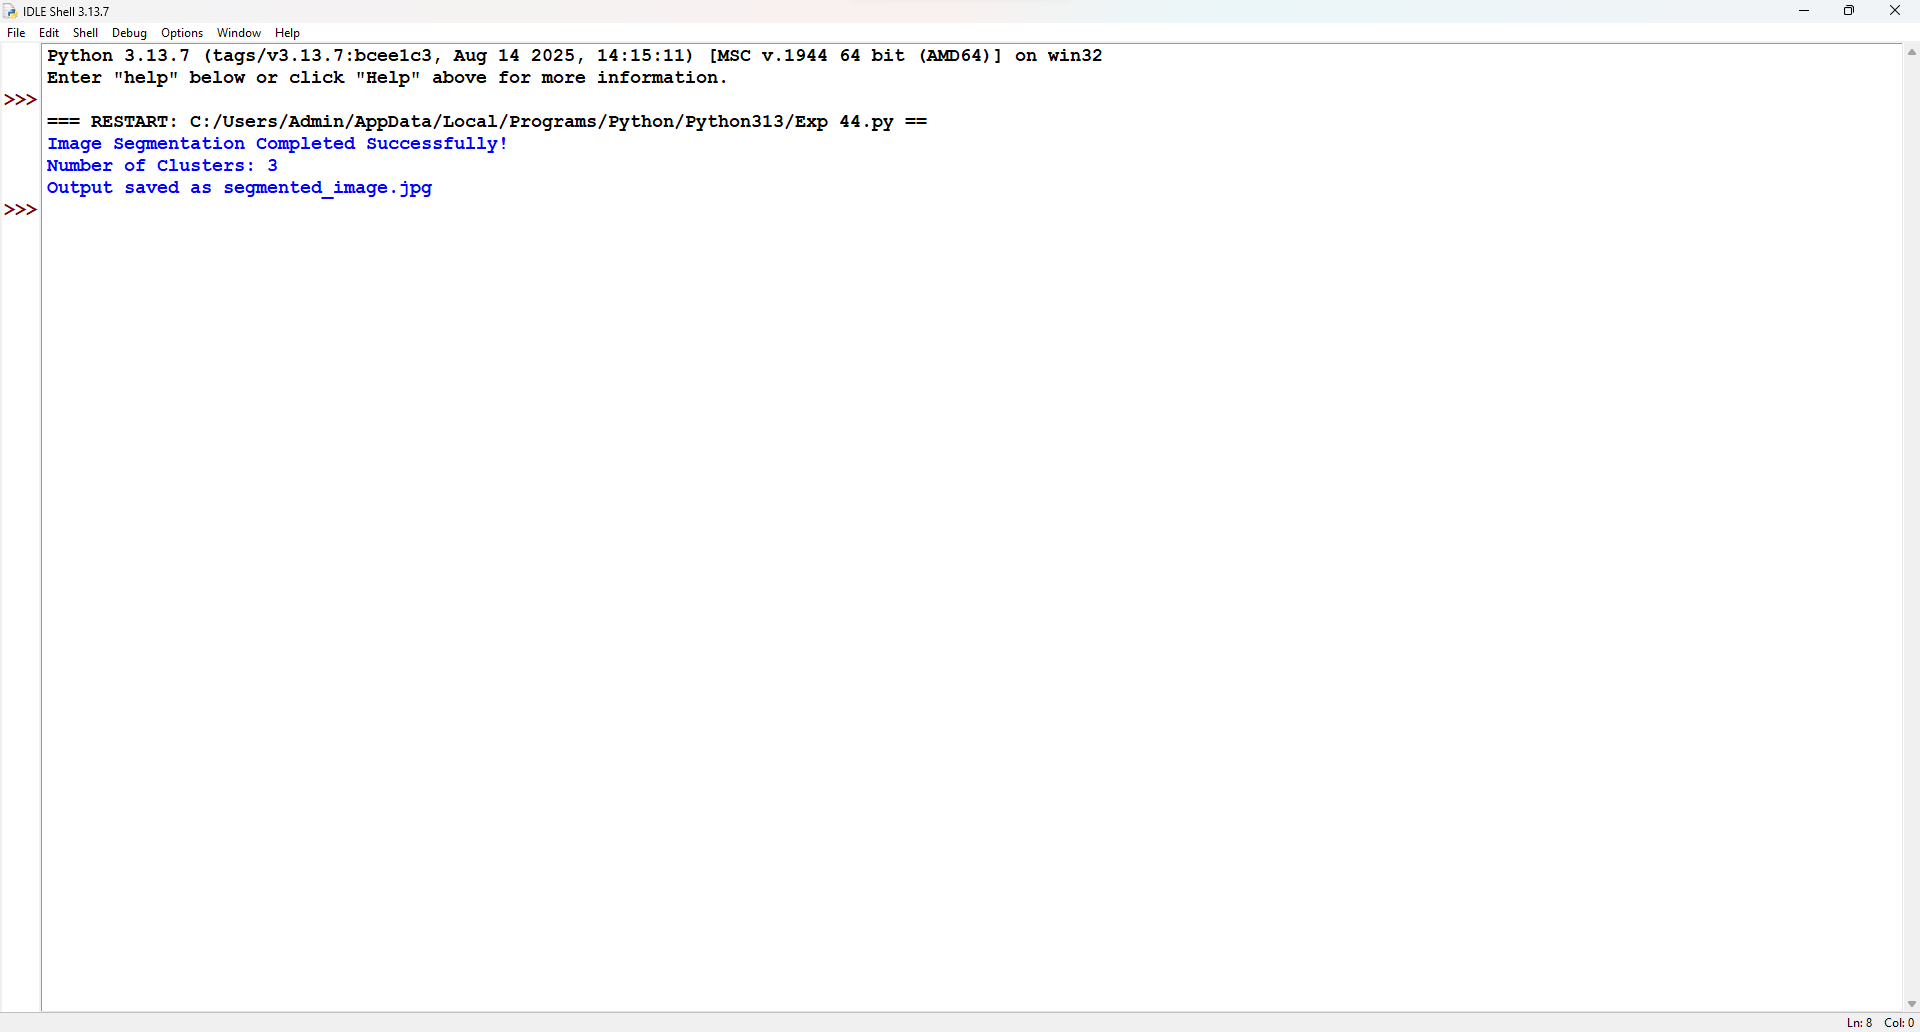 IDLE Shell 3.13.7
File Edit Shell Debug Options Window Help
Python 3.13.7 (tags/v3.13.7:bcee1c3, Aug 14 2025, 14:15:11) [MSC v.1944 64 bit (AMD64)] on win32
Enter "help" below or click "Help" above for more information.
>>>
=== RESTART: C:/Users/Admin/AppData/Local/Programs/Python/Python313/Exp 44.py ==
Image Segmentation Completed Successfully!
Number of Clusters: 3
Output saved as segmented_image.jpg
>>>
Ln: 8 Col: 0